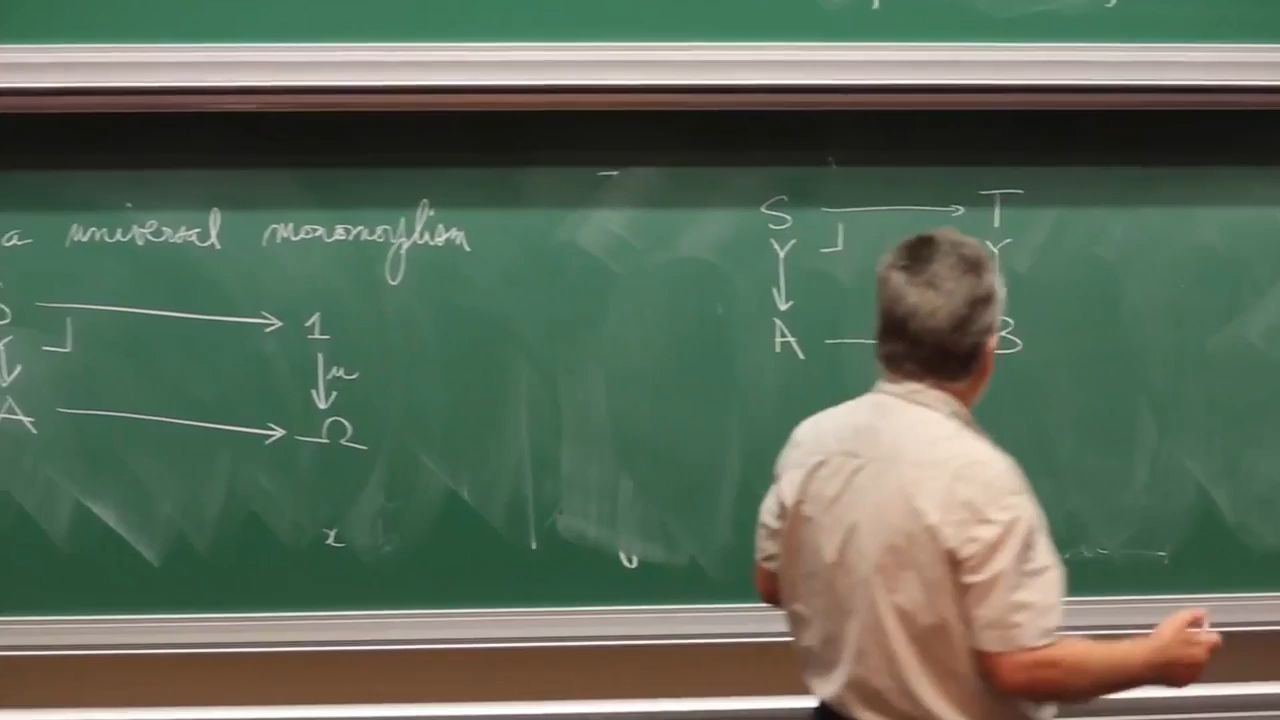 a universal monomorphism
S → 1
u
A → Ω
x
S → T
A — B